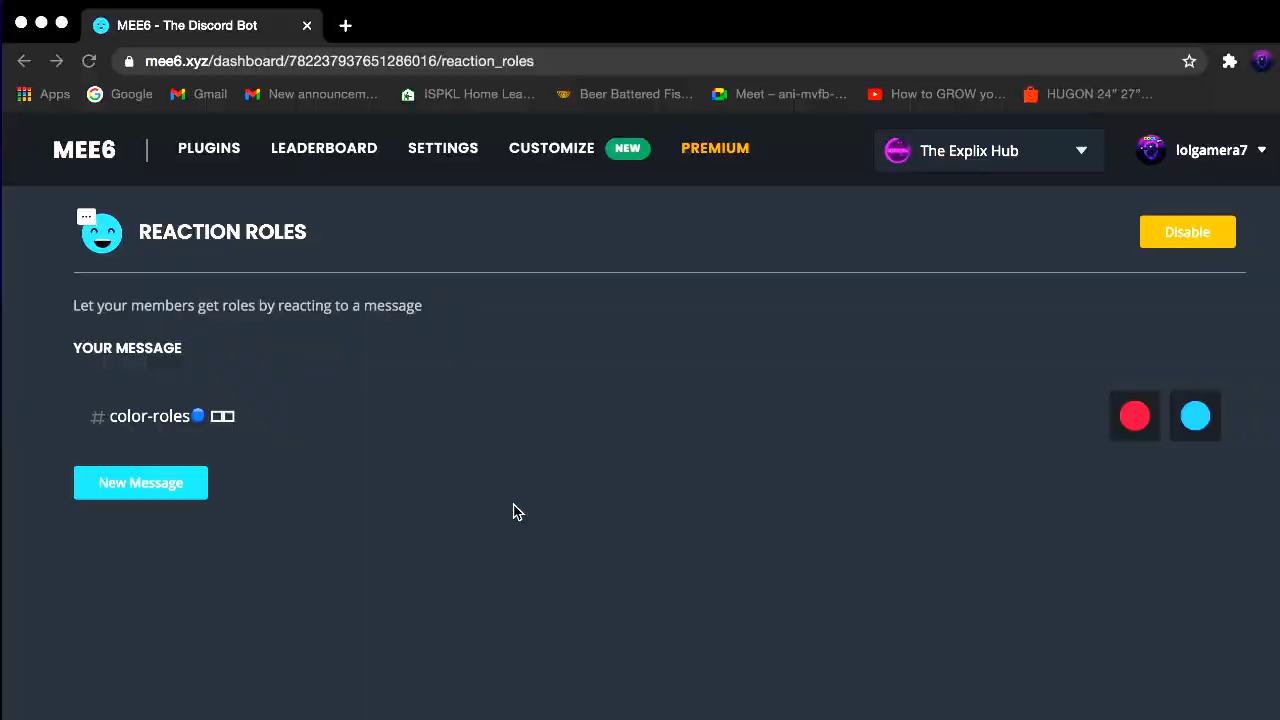 MEE6 - The Discord Bot
mee6.xyz/dashboard/782237937651286016/reaction_roles
Apps Google Gmail New announcem... ISPKL Home Lea... Beer Battered Fis... Meet – ani-mvfb-... How to GROW yo... HUGON 24" 27"...
MEE6 PLUGINS LEADERBOARD SETTINGS CUSTOMIZE NEW PREMIUM The Explix Hub lolgamera7
REACTION ROLES Disable
Let your members get roles by reacting to a message
YOUR MESSAGE
# color-roles
New Message